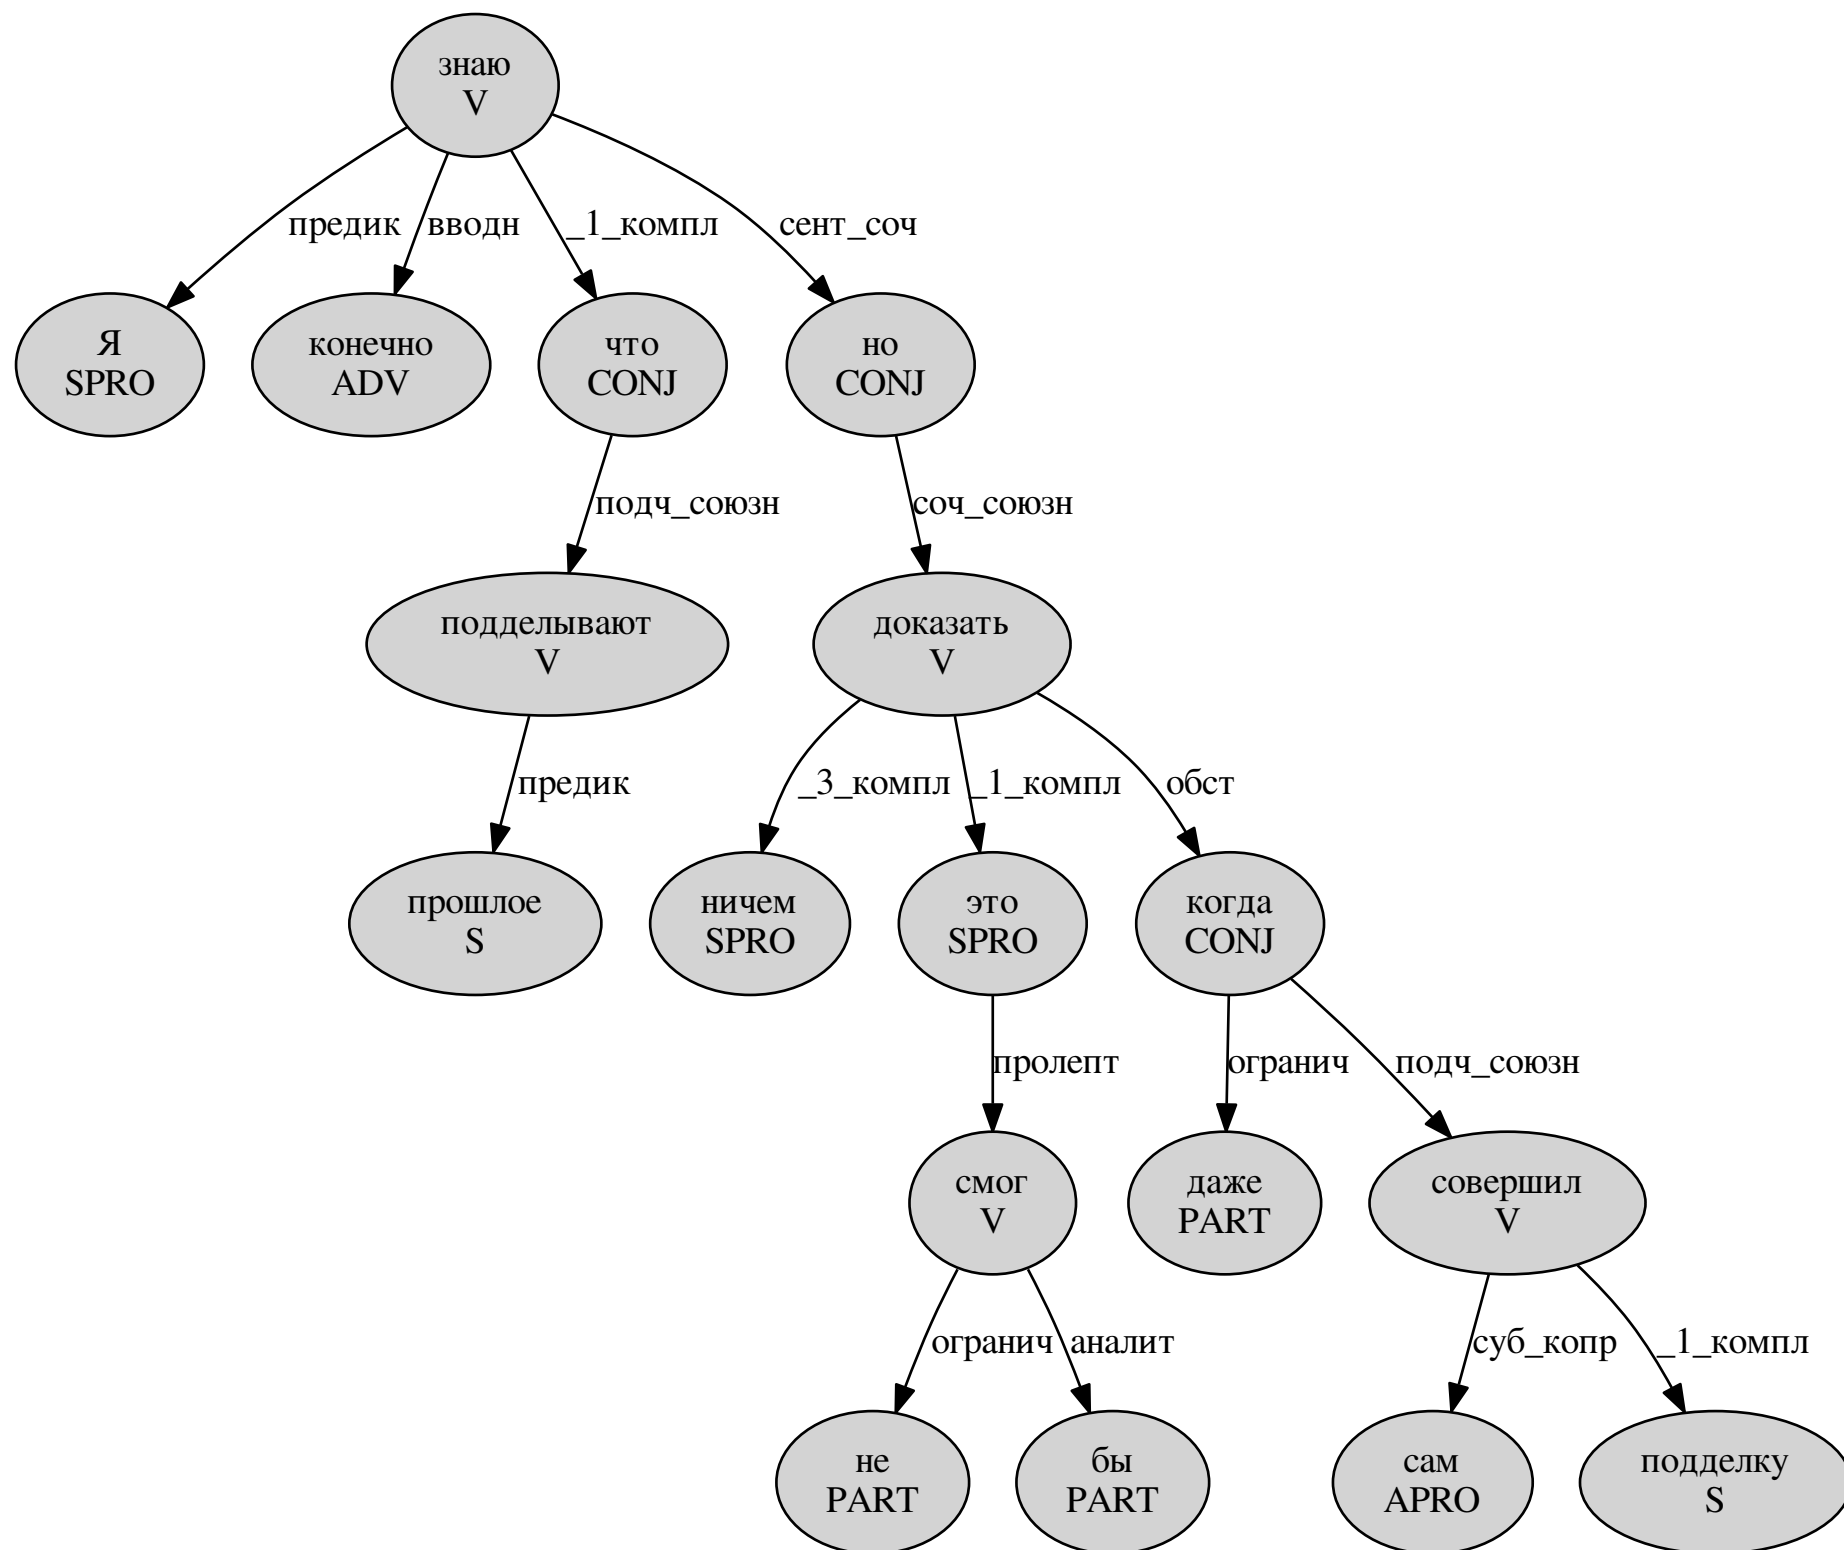 знаю
V
предик
вводн
_1_компл
сент_соч
Я
SPRO
конечно
ADV
что
CONJ
но
CONJ
подч_союзн
соч_союзн
подделывают
V
доказать
V
предик
_3_компл
_1_компл
обст
прошлое
S
ничем
SPRO
это
SPRO
когда
CONJ
пролепт
огранич
подч_союзн
смог
V
даже
PART
совершил
V
огранич
аналит
суб_копр
_1_компл
не
PART
бы
PART
сам
APRO
подделку
S